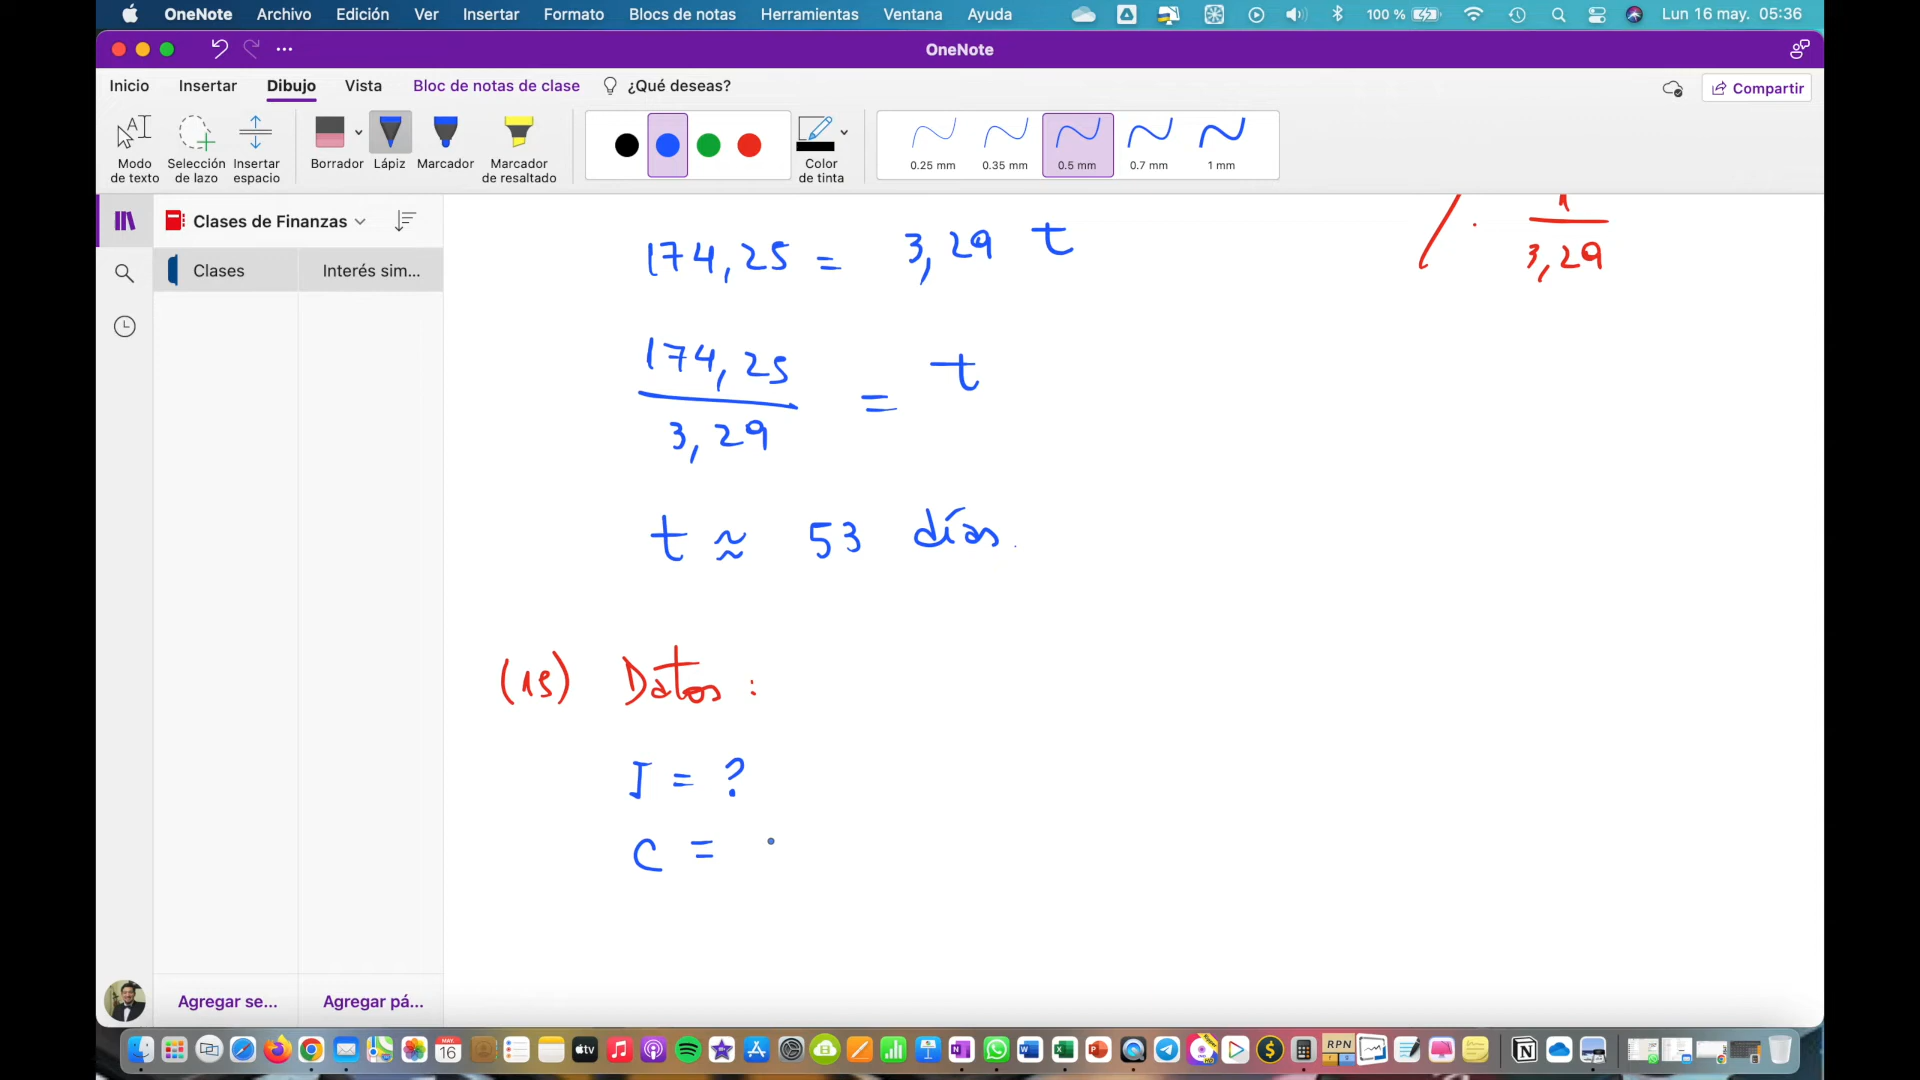 OneNote Archivo Edición Ver Insertar Formato Blocs de notas Herramientas Ventana Ayuda 100 % Lun 16 may. 05:36
OneNote
Inicio Insertar Dibujo Vista Bloc de notas de clase ¿Qué deseas? Compartir
Modo de texto
Selección de lazo
Insertar espacio
Borrador
Lápiz
Marcador
Marcador de resaltado
Color de tinta
0.25 mm 0.35 mm 0.5 mm 0.7 mm 1 mm
Clases de Finanzas
Clases Interés sim...
174,25 = 3,29 t
3,29
174,25
3,29
= t
t ≈ 53 días.
(15) Datos:
I = ?
C =
Agregar se... Agregar pá...
MAY
16
tv
RPN